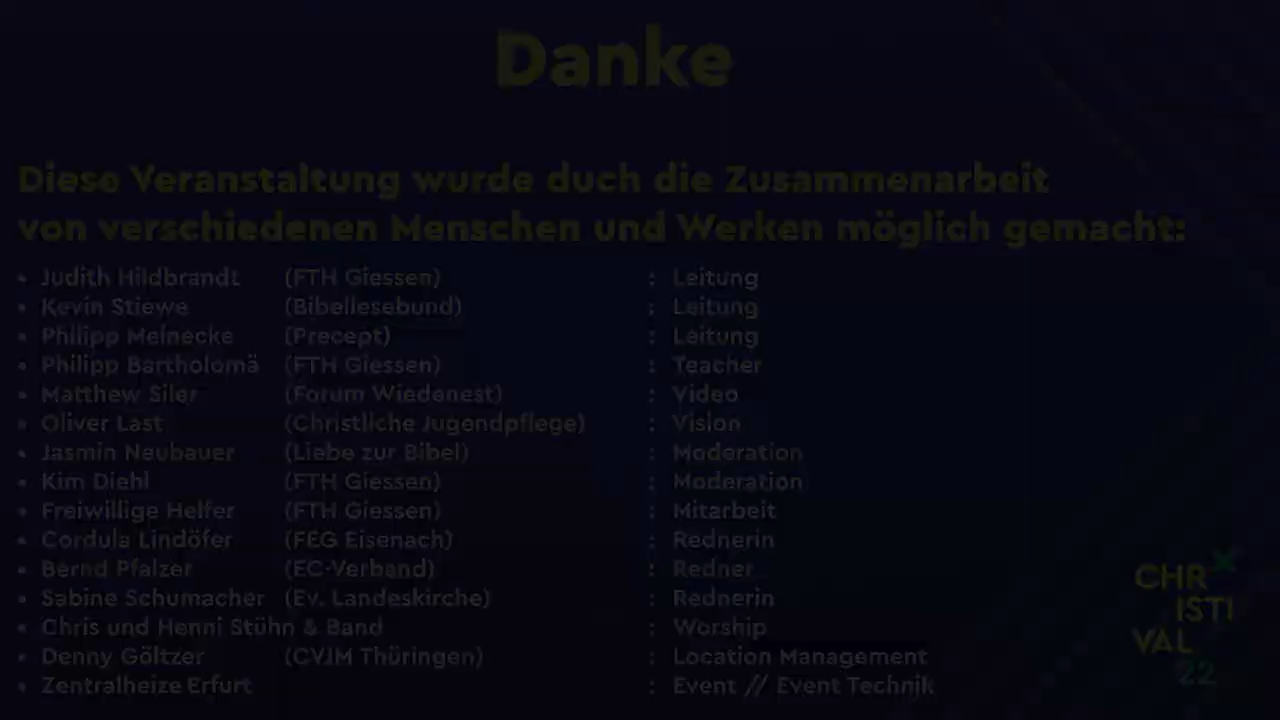 Danke
Diese Veranstaltung wurde duch die Zusammenarbeit
von verschiedenen Menschen und Werken möglich gemacht:
• Judith Hildbrandt (FTH Giessen) : Leitung
• Kevin Stiewe (Bibellesebund) : Leitung
• Philipp Meinecke (Precept) : Leitung
• Philipp Bartholomä (FTH Giessen) : Teacher
• Matthew Siler (Forum Wiedenest) : Video
• Oliver Last (Christliche Jugendpflege) : Vision
• Jasmin Neubauer (Liebe zur Bibel) : Moderation
• Kim Diehl (FTH Giessen) : Moderation
• Freiwillige Helfer (FTH Giessen) : Mitarbeit
• Cordula Lindöfer (FEG Eisenach) : Rednerin
• Bernd Pfalzer (EC-Verband) : Redner
• Sabine Schumacher (Ev. Landeskirche) : Rednerin
• Chris und Henni Stühn & Band : Worship
• Denny Göltzer (CVJM Thüringen) : Location Management
• Zentralheize Erfurt : Event // Event Technik
CHR
ISTI
VAL
22